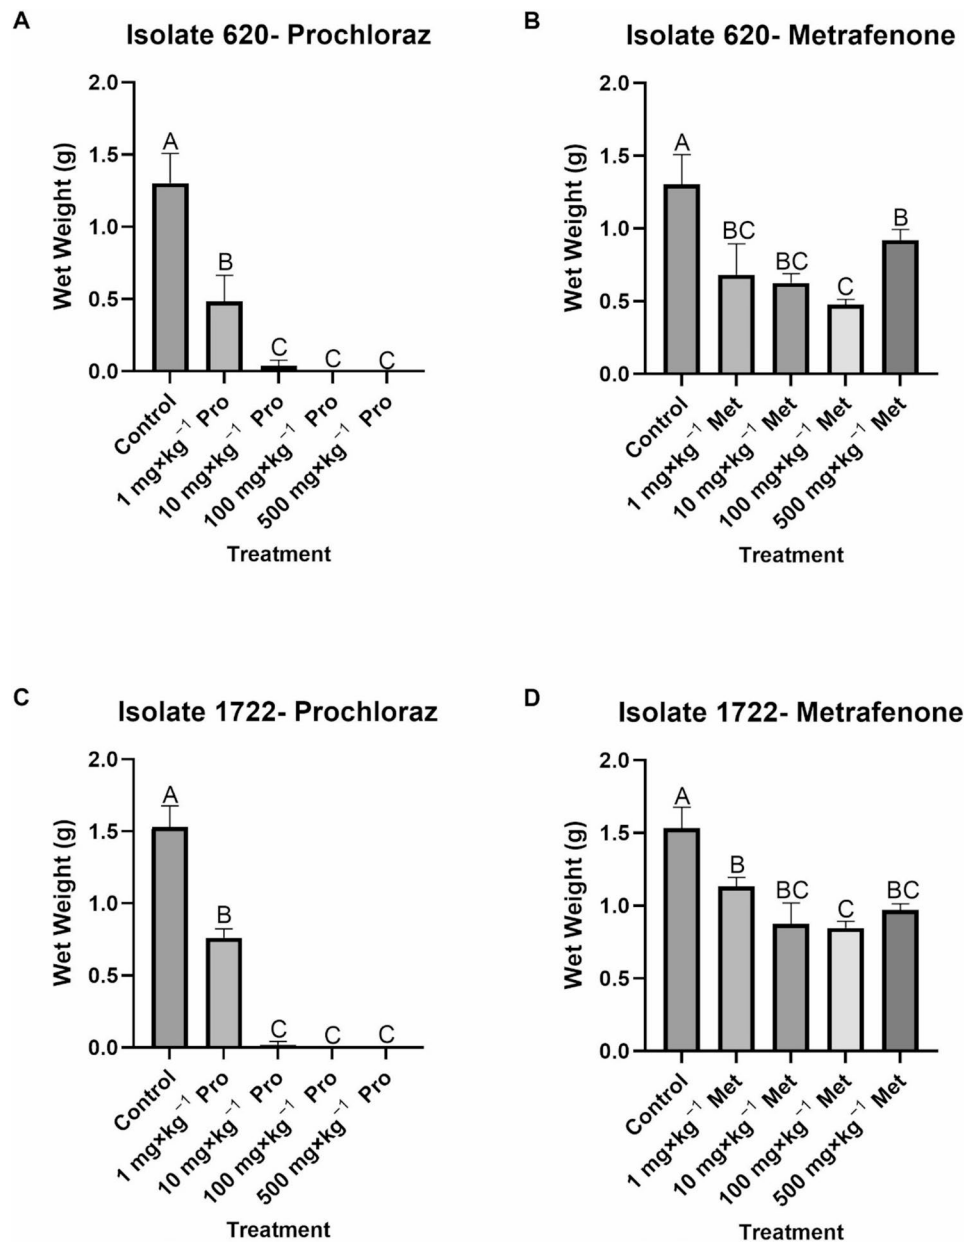 A
Isolate 620- Prochloraz
Wet Weight (g)
2.0
1.5
1.0
0.5
0.0
A
B
C
C
C
Control
1 mg×kg⁻¹ Pro
10 mg×kg⁻¹ Pro
100 mg×kg⁻¹ Pro
500 mg×kg⁻¹ Pro
Treatment
B
Isolate 620- Metrafenone
Wet Weight (g)
2.0
1.5
1.0
0.5
0.0
A
BC
BC
C
B
Control
1 mg×kg⁻¹ Met
10 mg×kg⁻¹ Met
100 mg×kg⁻¹ Met
500 mg×kg⁻¹ Met
Treatment
C
Isolate 1722- Prochloraz
Wet Weight (g)
2.0
1.5
1.0
0.5
0.0
A
B
C
C
C
Control
1 mg×kg⁻¹ Pro
10 mg×kg⁻¹ Pro
100 mg×kg⁻¹ Pro
500 mg×kg⁻¹ Pro
Treatment
D
Isolate 1722- Metrafenone
Wet Weight (g)
2.0
1.5
1.0
0.5
0.0
A
B
BC
C
BC
Control
1 mg×kg⁻¹ Met
10 mg×kg⁻¹ Met
100 mg×kg⁻¹ Met
500 mg×kg⁻¹ Met
Treatment